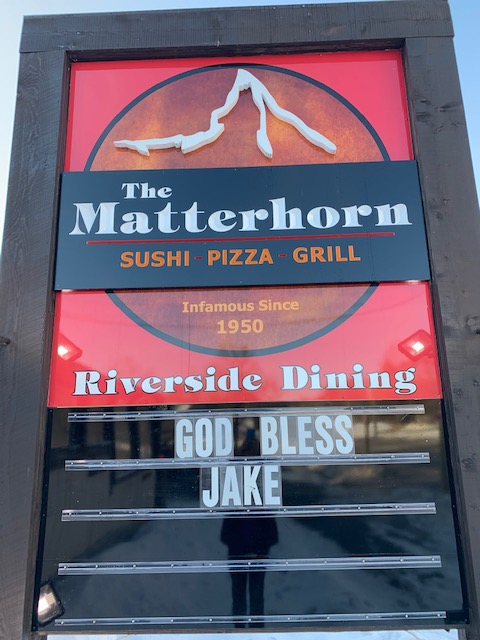 The
Matterhorn
SUSHI - PIZZA - GRILL
Infamous Since
1950
Riverside Dining
GOD BLESS
JAKE